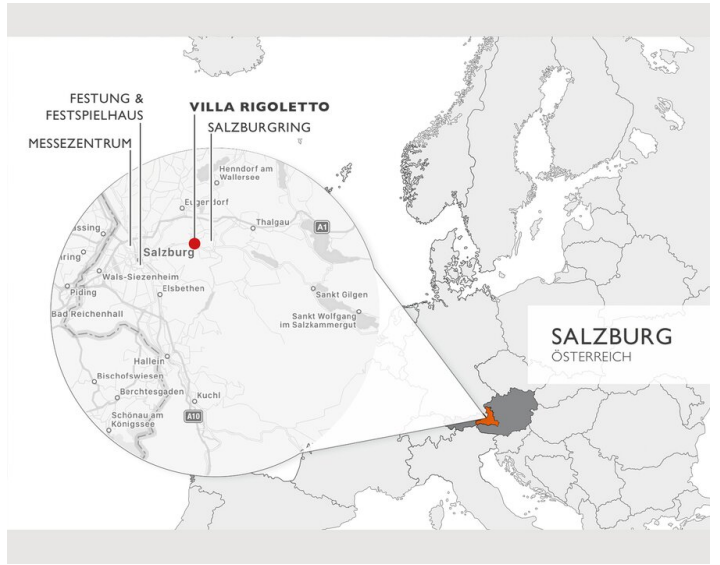 FESTUNG &
FESTSPIELHAUS
VILLA RIGOLETTO
SALZBURGRING
MESSEZENTRUM
Henndorf am
Wallersee
Eugendorf
Thalgau
A1
Salzburg
Wals-Siezenheim
Elsbethen
Piding
Bad Reichenhall
Sankt Gilgen
Sankt Wolfgang
im Salzkammergut
Hallein
Bischofswiesen
Berchtesgaden
Kuchl
A10
Schönau am
Königssee
SALZBURG
ÖSTERREICH